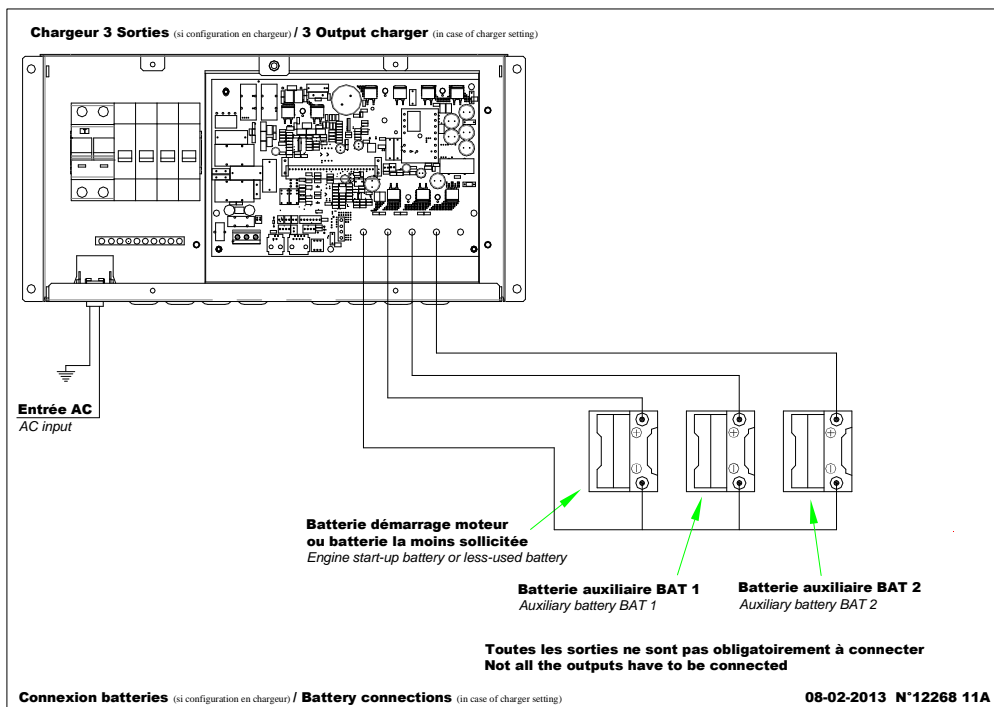 Chargeur 3 Sorties (si configuration en chargeur) / 3 Output charger (in case of charger setting)
Entrée AC
AC input
Batterie démarrage moteur
ou batterie la moins sollicitée
Engine start-up battery or less-used battery
Batterie auxiliaire BAT 1
Auxiliary battery BAT 1
Batterie auxiliaire BAT 2
Auxiliary battery BAT 2
Toutes les sorties ne sont pas obligatoirement à connecter
Not all the outputs have to be connected
Connexion batteries (si configuration en chargeur) / Battery connections (in case of charger setting)
08-02-2013 N°12268 11A